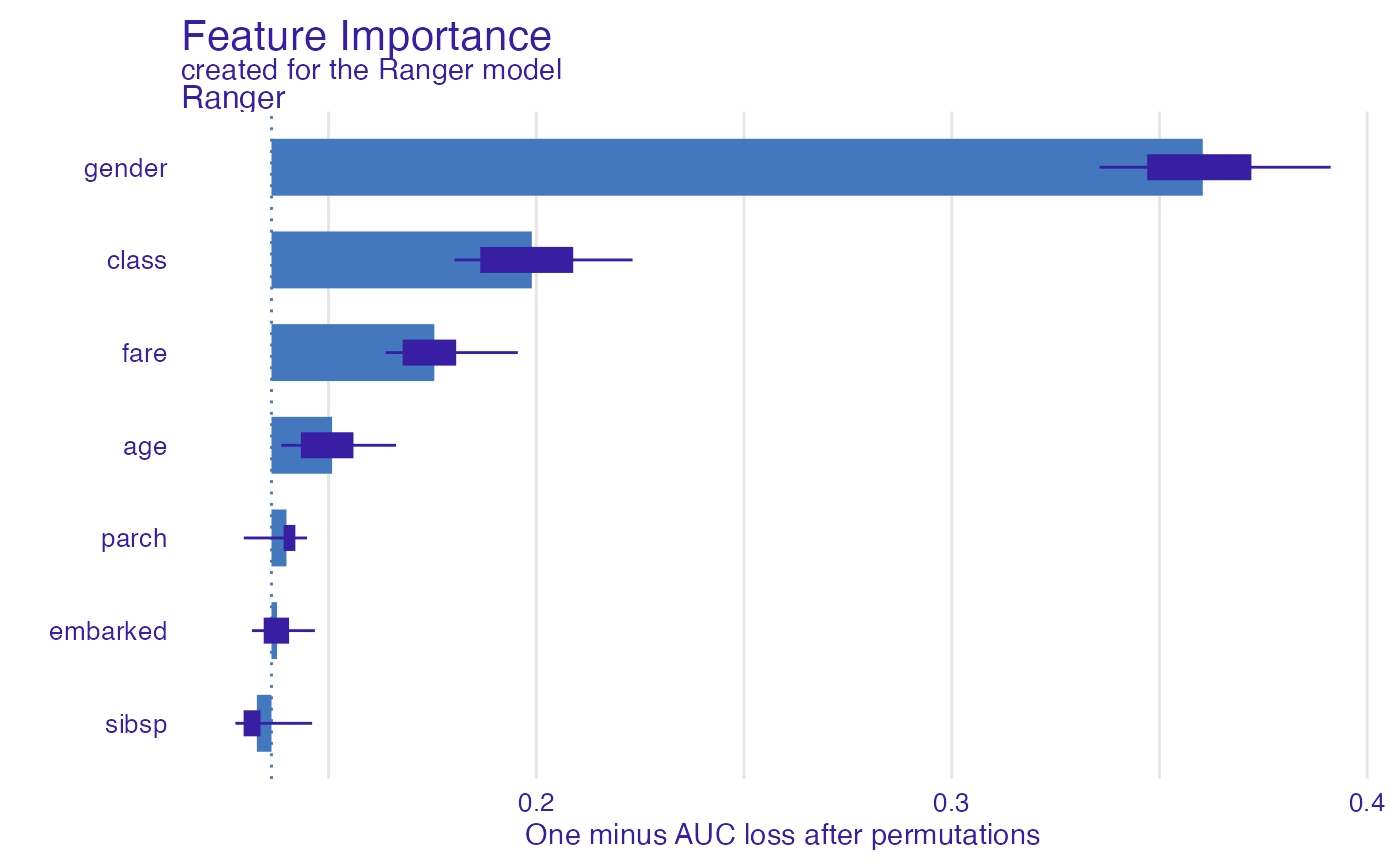 Feature Importance
created for the Ranger model
Ranger
gender
class
fare
age
parch
embarked
sibsp
0.2 0.3 0.4
One minus AUC loss after permutations